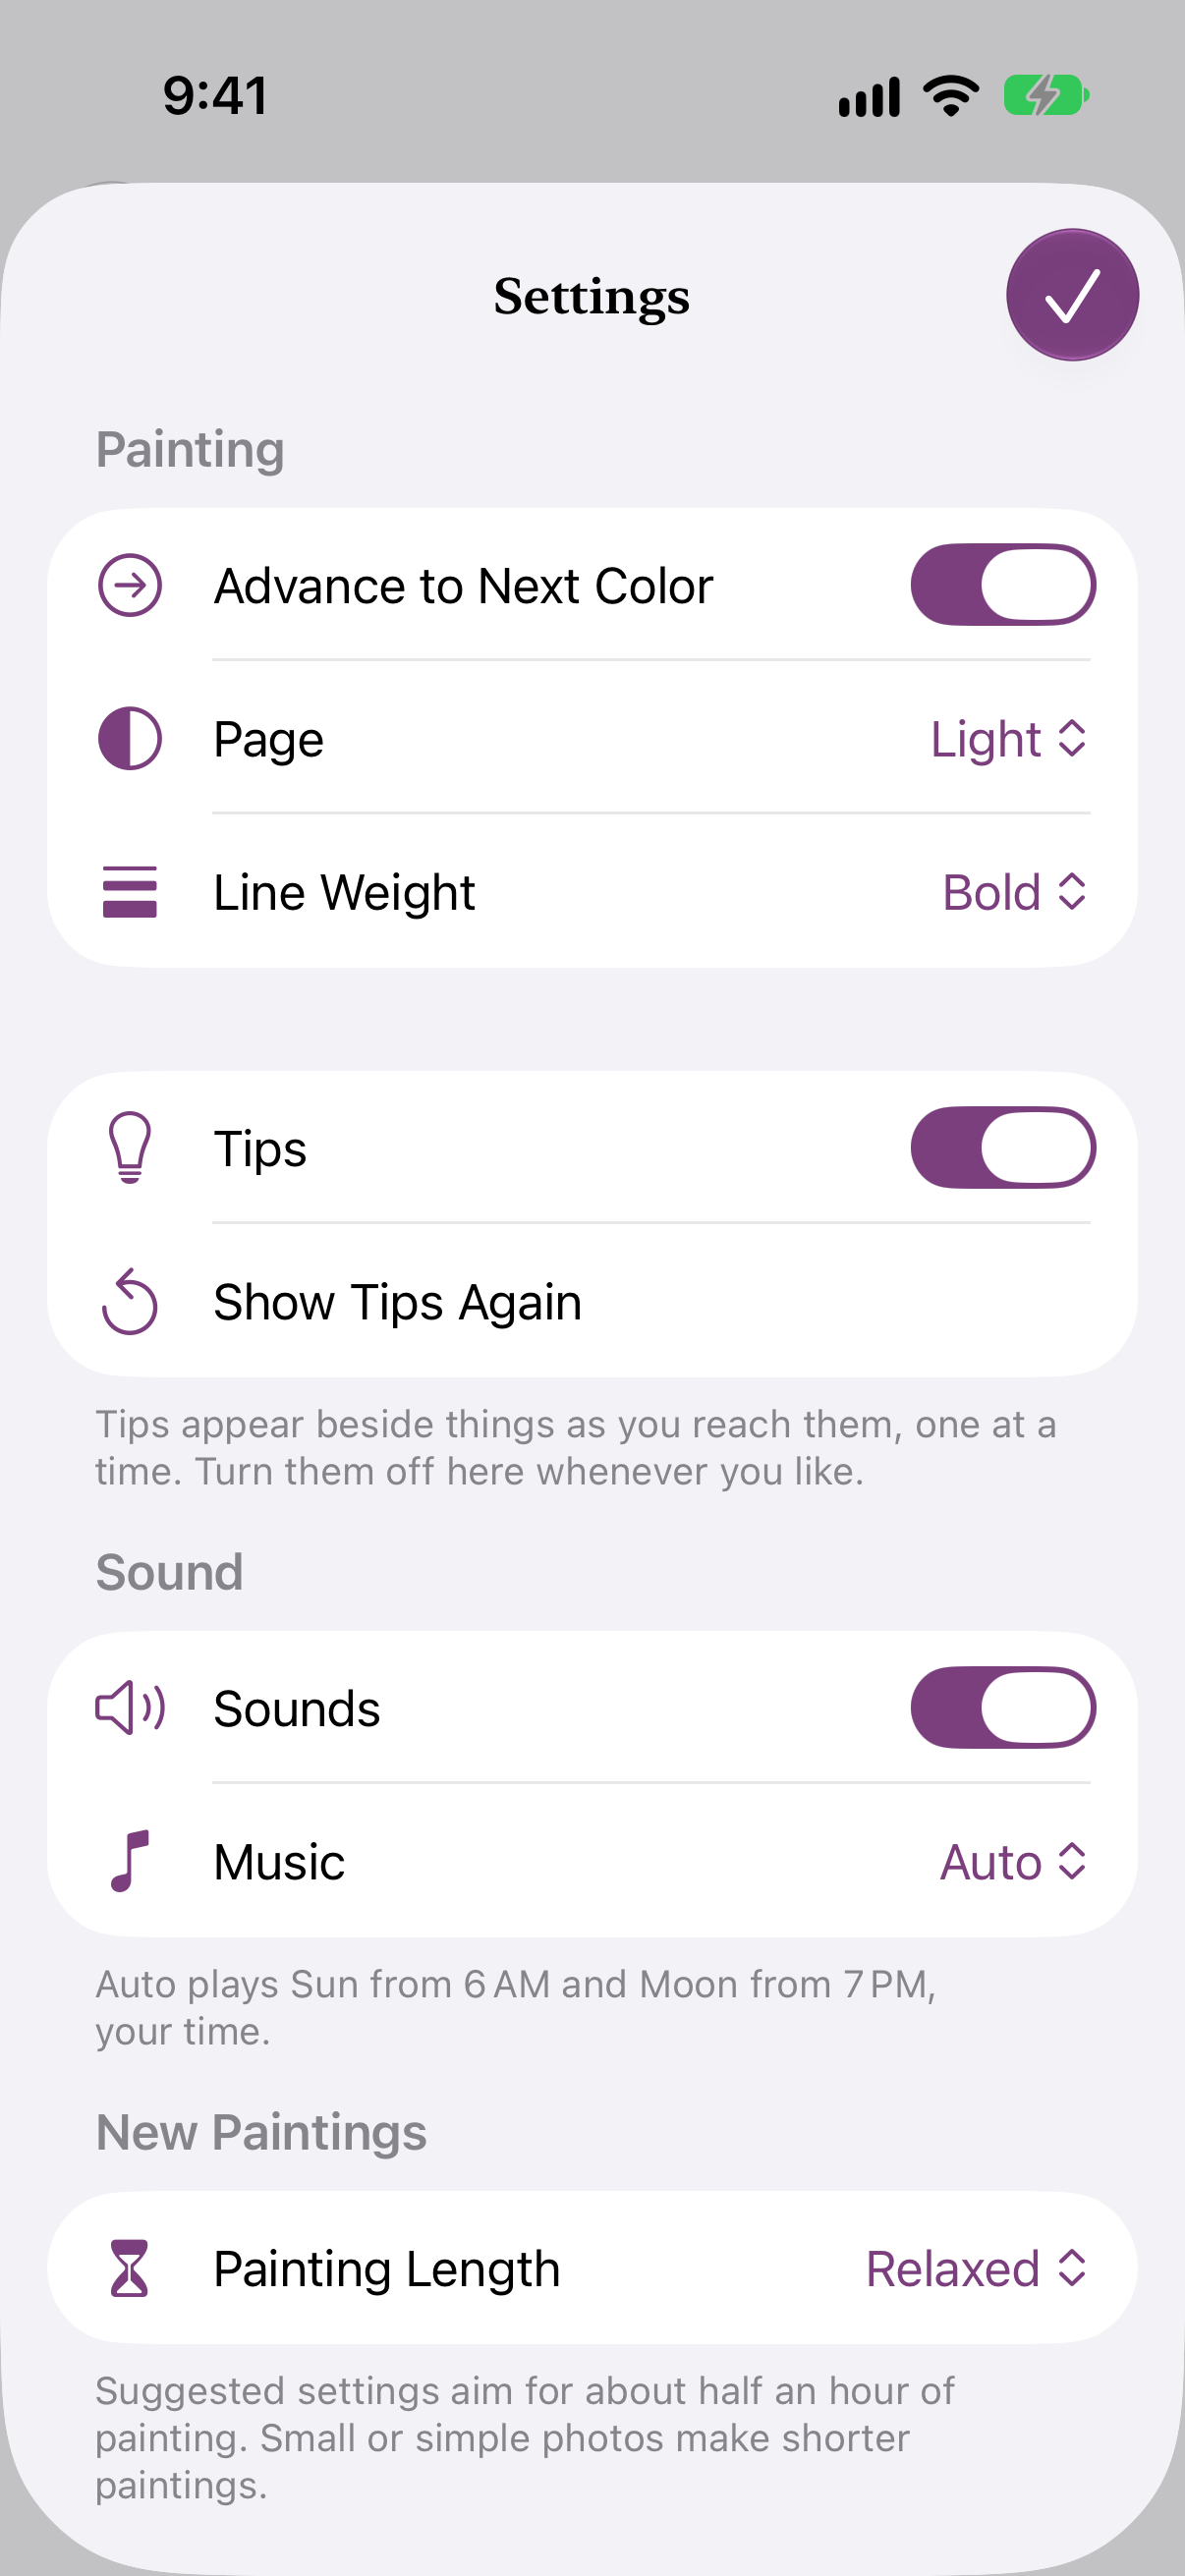 9:41
Settings
Painting
Advance to Next Color
Page
Light
Line Weight
Bold
Tips
Show Tips Again
Tips appear beside things as you reach them, one at a
time. Turn them off here whenever you like.
Sound
Sounds
Music
Auto
Auto plays Sun from 6 AM and Moon from 7 PM,
your time.
New Paintings
Painting Length
Relaxed
Suggested settings aim for about half an hour of
painting. Small or simple photos make shorter
paintings.